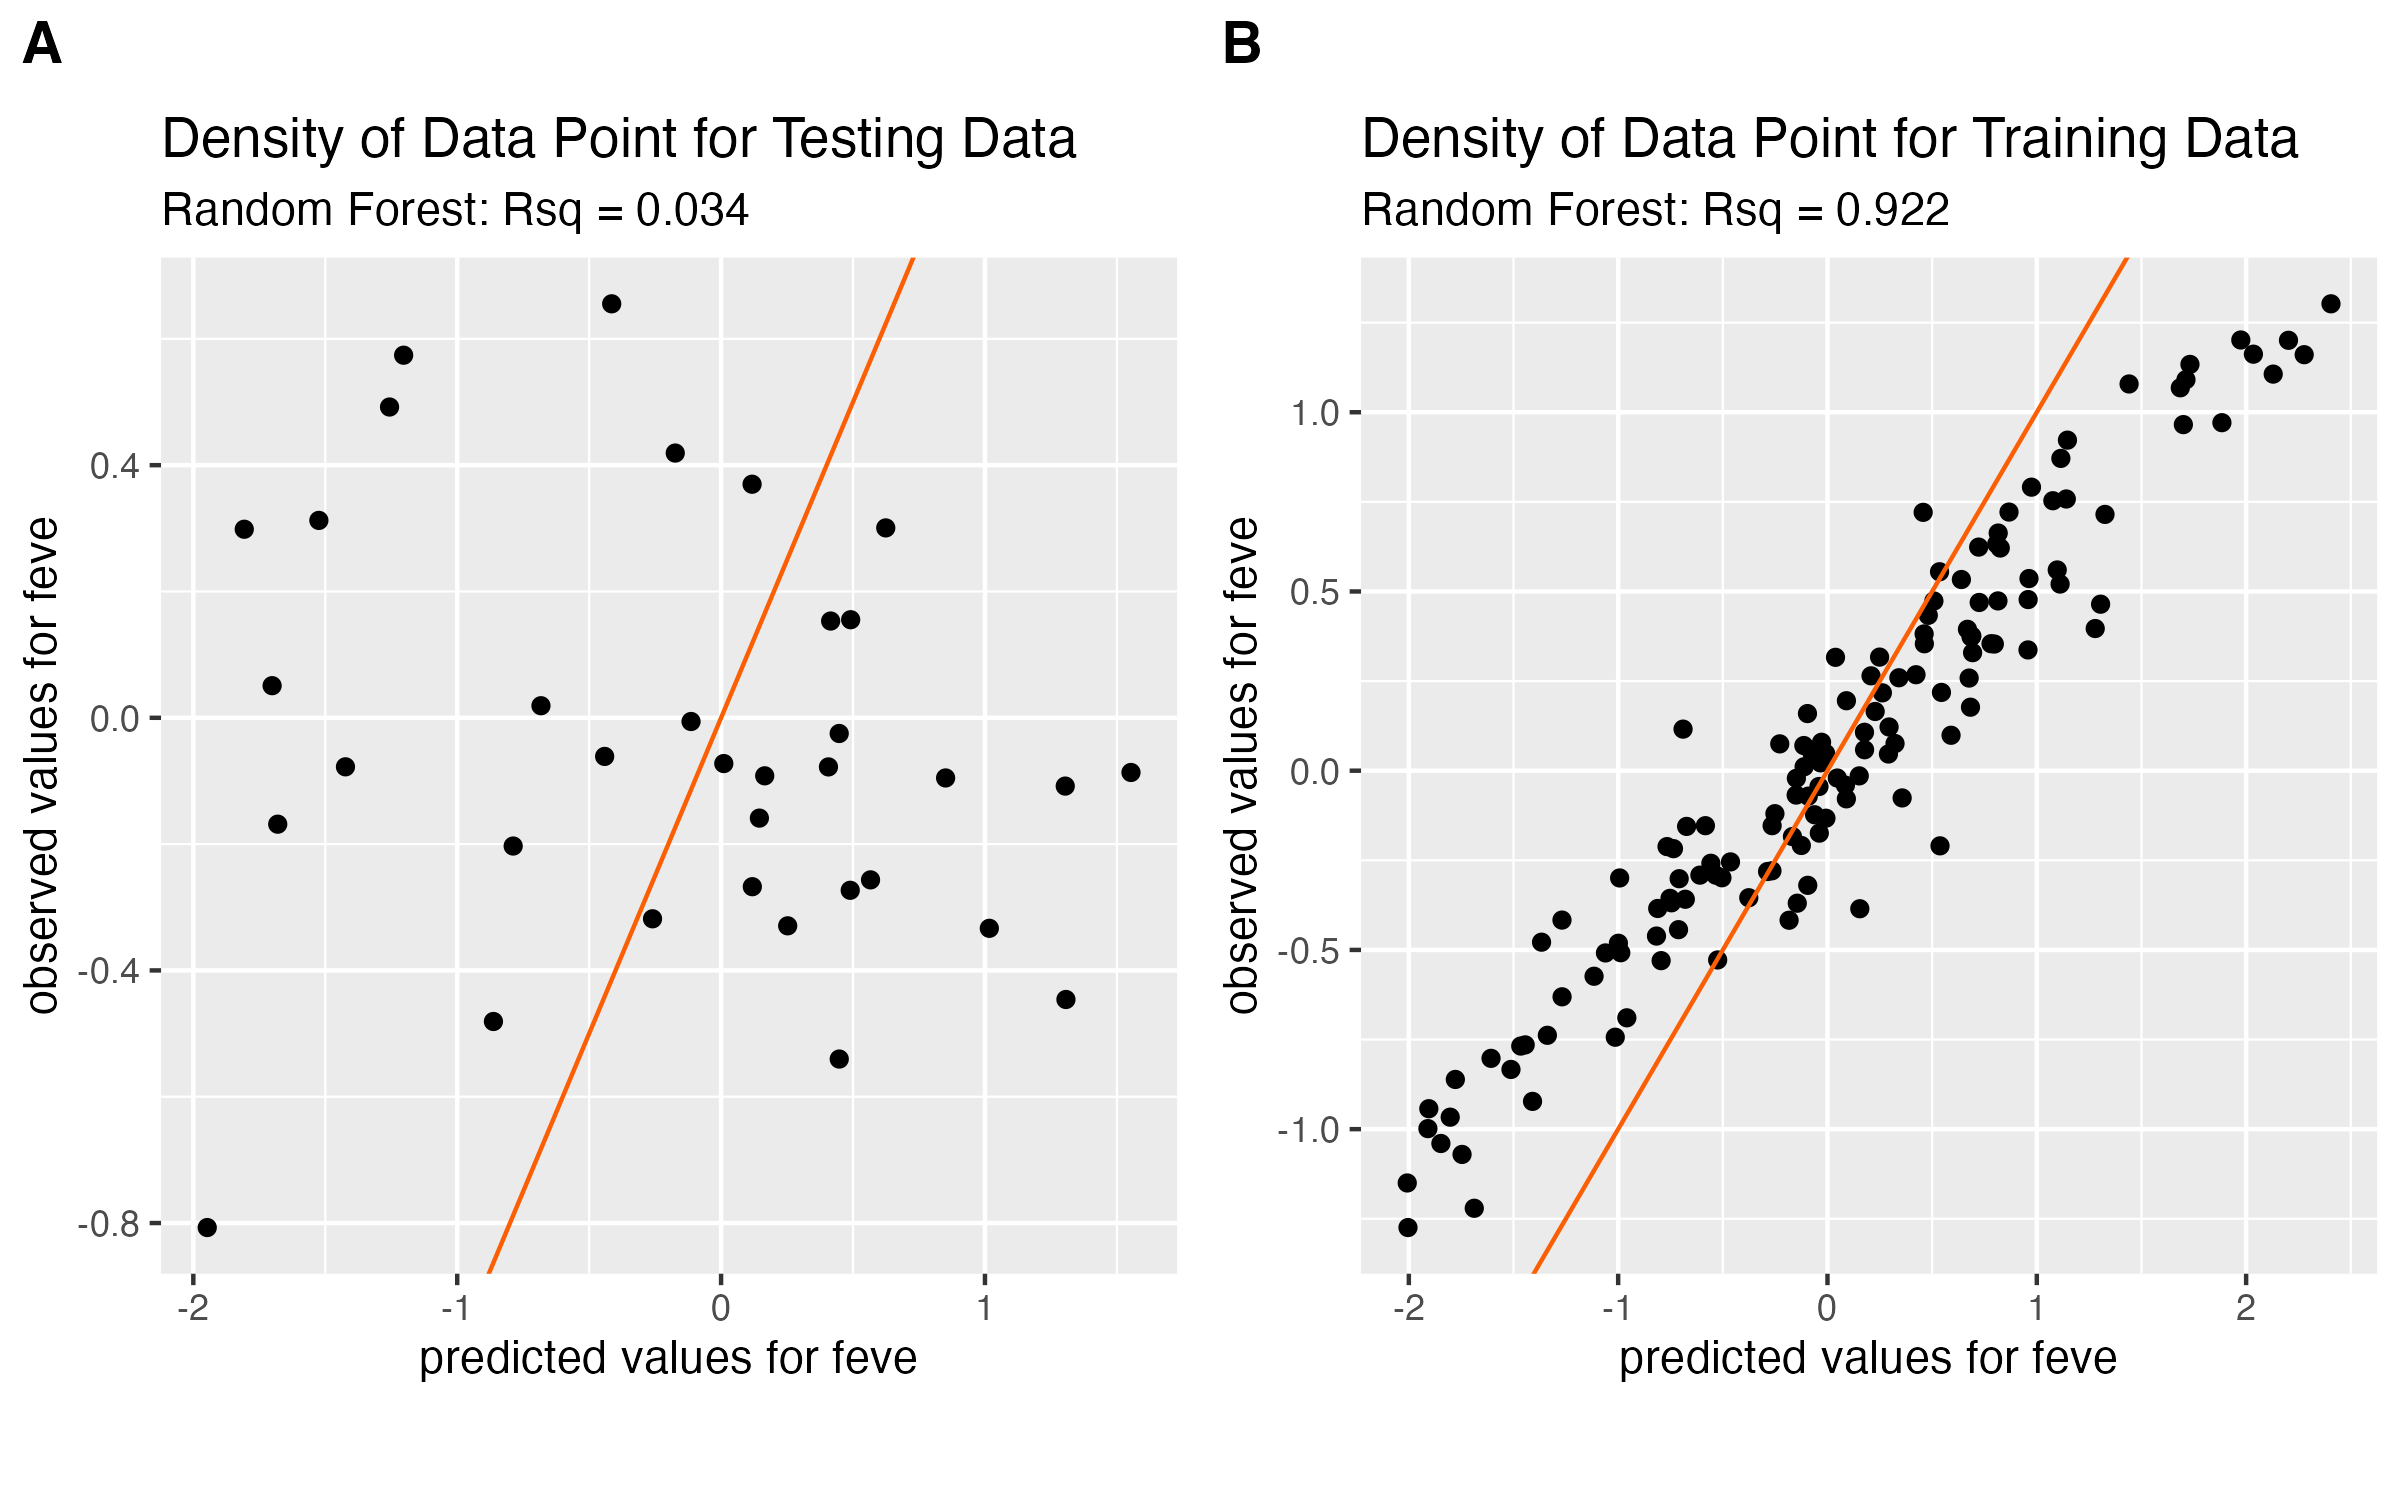 A
Density of Data Point for Testing Data
Random Forest: Rsq = 0.034
observed values for feve
0.4
0.0
-0.4
-0.8
-2
-1
0
1
predicted values for feve
B
Density of Data Point for Training Data
Random Forest: Rsq = 0.922
observed values for feve
1.0
0.5
0.0
-0.5
-1.0
-2
-1
0
1
2
predicted values for feve